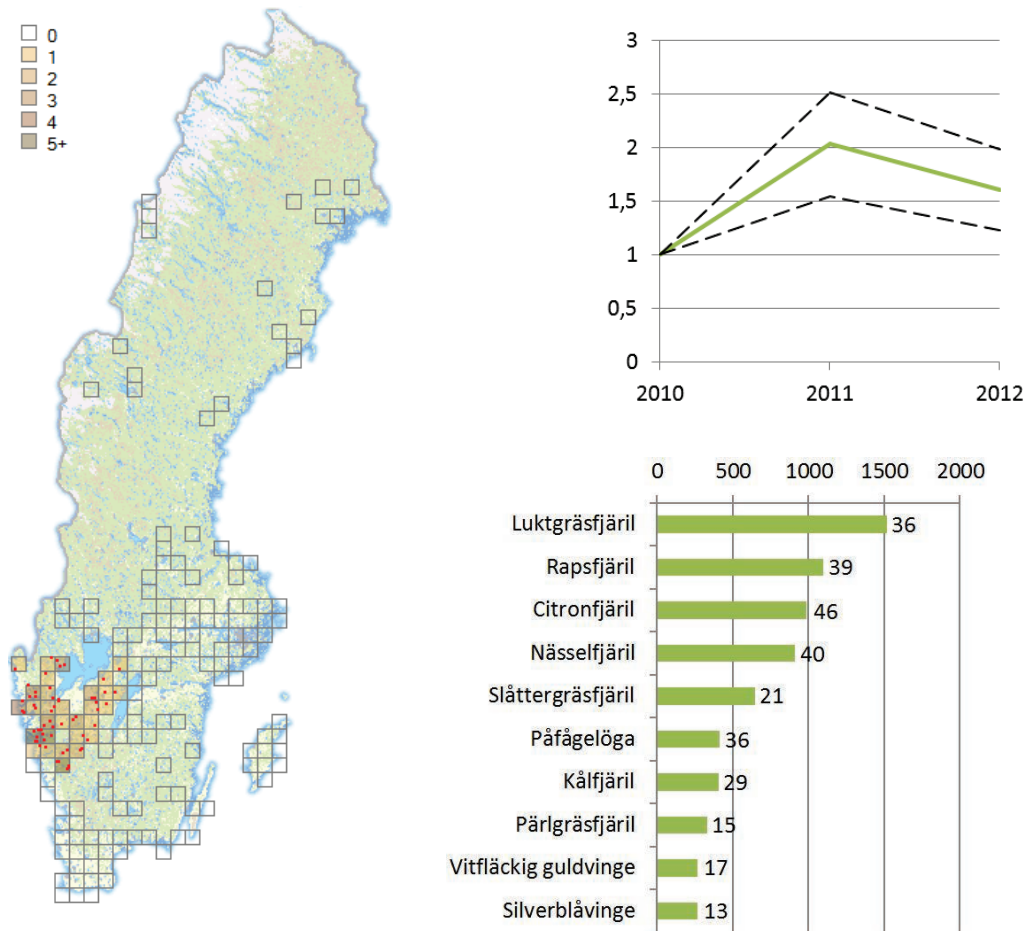 0
1
2
3
4
5+
3
2,5
2
1,5
1
0,5
0
2010 2011 2012
0 500 1000 1500 2000
Luktgräsfjäril 36
Rapsfjäril 39
Citronfjäril 46
Nässelfjäril 40
Slåttergräsfjäril 21
Påfågelöga 36
Kålfjäril 29
Pärlgräsfjäril 15
Vitfläckig guldvinge 17
Silverblåvinge 13